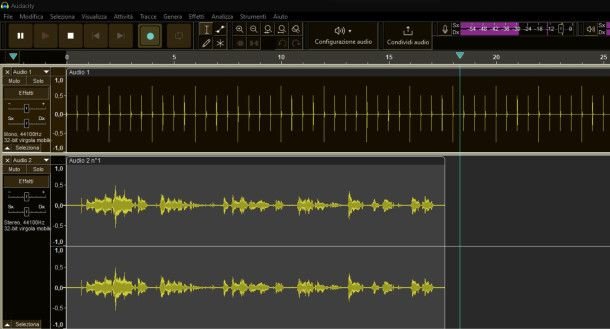 Audacity
File Modifica Seleziona Visualizza Attività Tracce Genera Effetti Analizza Strumenti Aiuto
Configurazione audio
Condividi audio
Sx
Dx
-54 -48 -42 -36 -30 -24 -18 -12 -6 0
Sx
Dx
0 5 10 15 20 25
Audio 1
Muto Solo
Effetti
- +
Sx Dx
Mono, 44100Hz
32-bit virgola mobile
Seleziona
1,0
0,5
0,0
-0,5
-1,0
Audio 1
Audio 2
Muto Solo
Effetti
- +
Sx Dx
Stereo, 44100Hz
32-bit virgola mobile
Seleziona
1,0
0,5
0,0
-0,5
-1,0
1,0
0,5
0,0
-0,5
-1,0
Audio 2 n°1